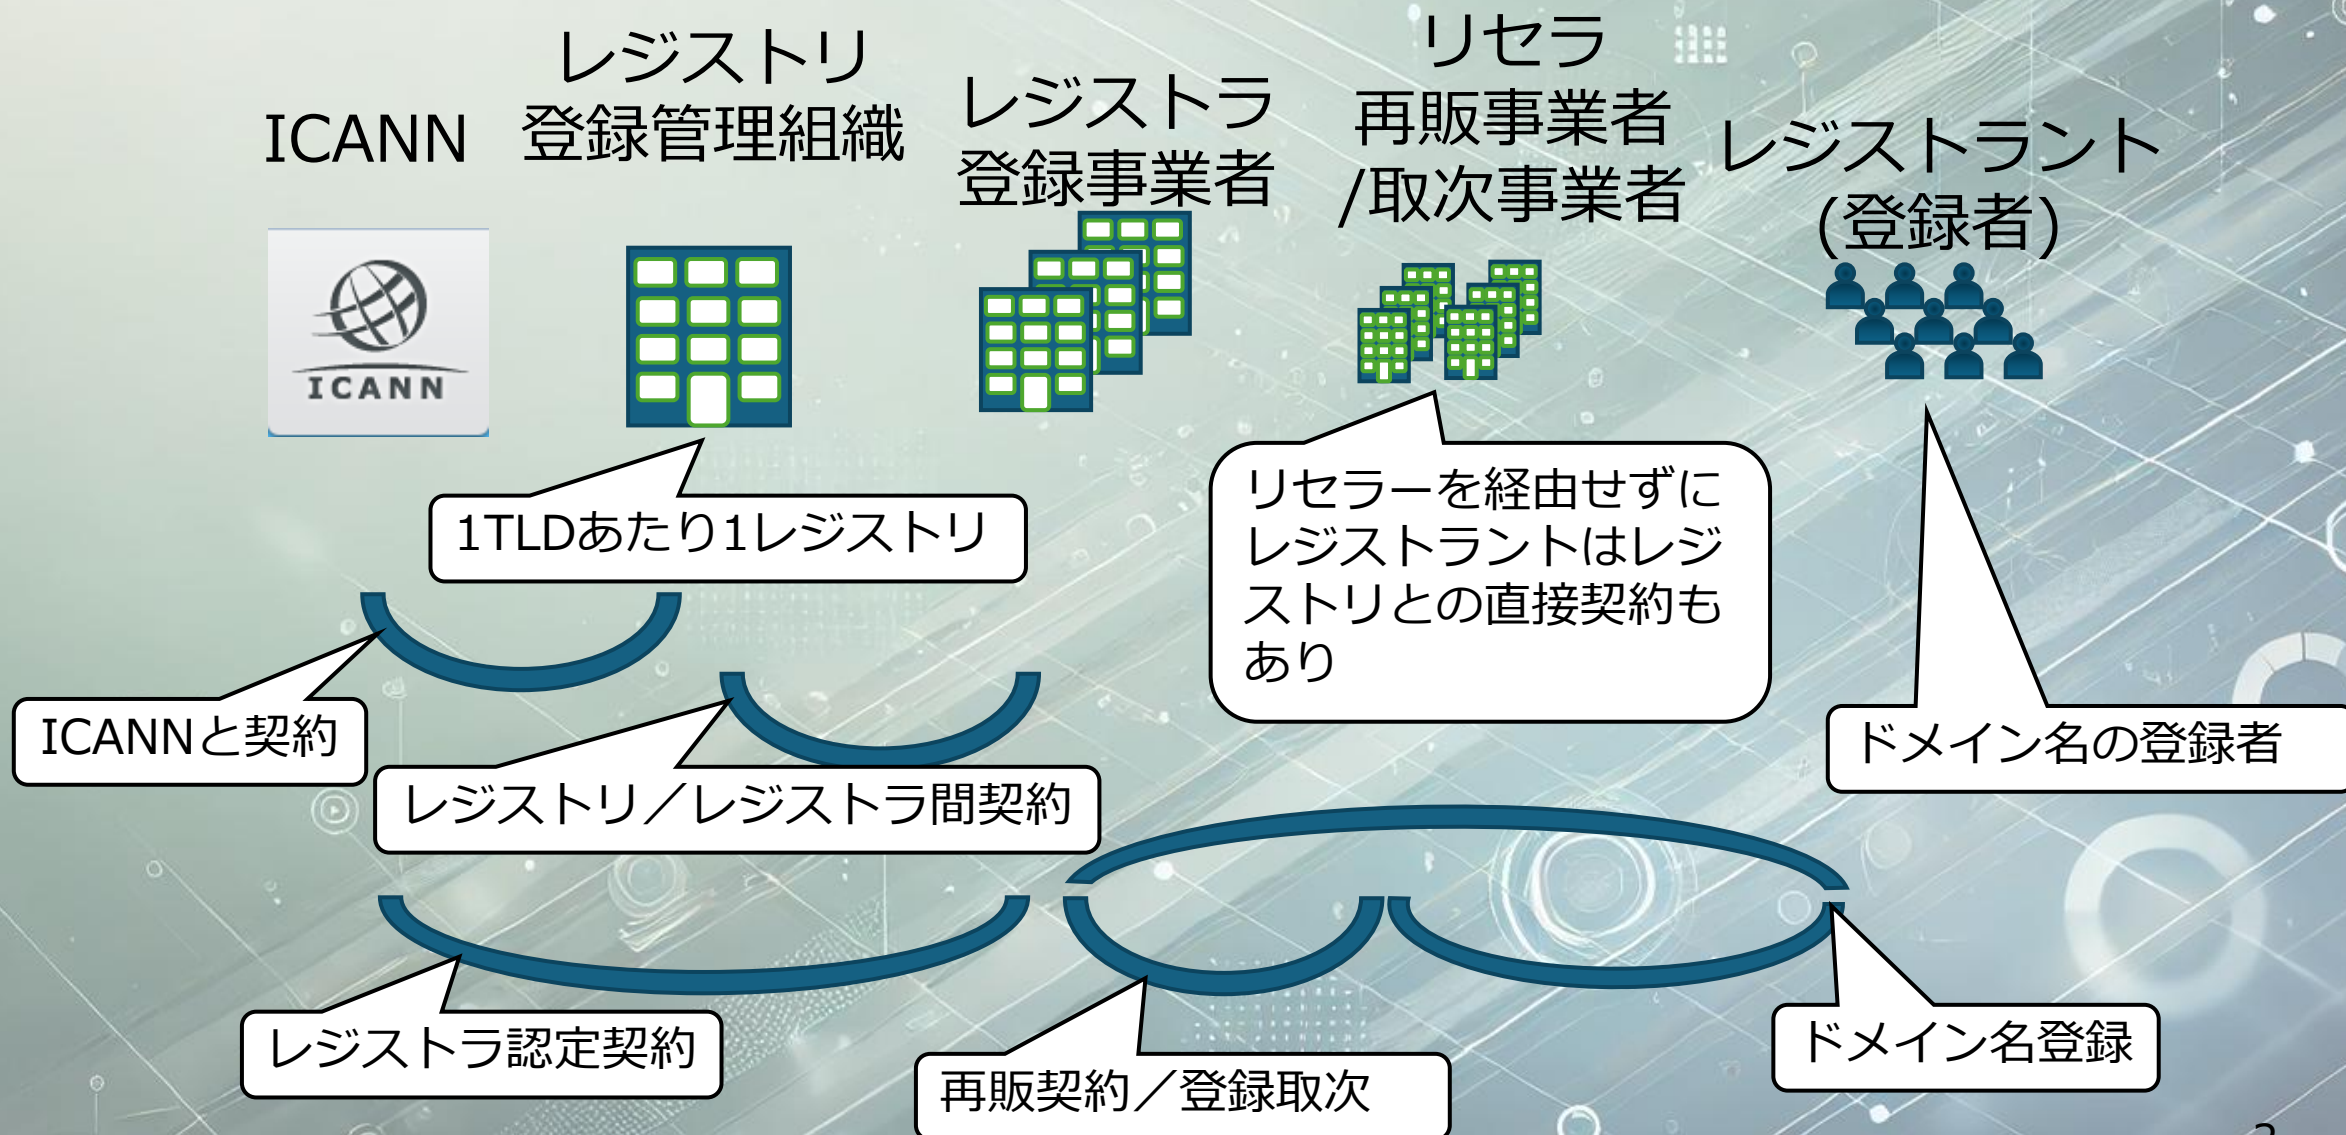 ICANN
レジストリ
登録管理組織
レジストラ
登録事業者
リセラ
再販事業者
/取次事業者
レジストラント
(登録者)
ICANN
1TLDあたり1レジストリ
リセラーを経由せずに
レジストラントはレジ
ストリとの直接契約も
あり
ICANNと契約
ドメイン名の登録者
レジストリ／レジストラ間契約
レジストラ認定契約
ドメイン名登録
再販契約／登録取次